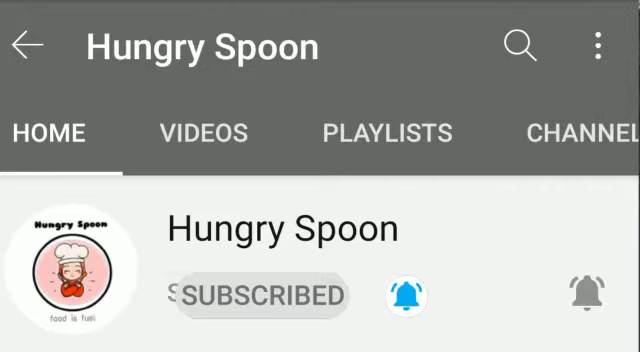 Hungry Spoon
HOME VIDEOS PLAYLISTS CHANNEL
Hungry Spoon
Hungry Spoon
SUBSCRIBED
food is fuel